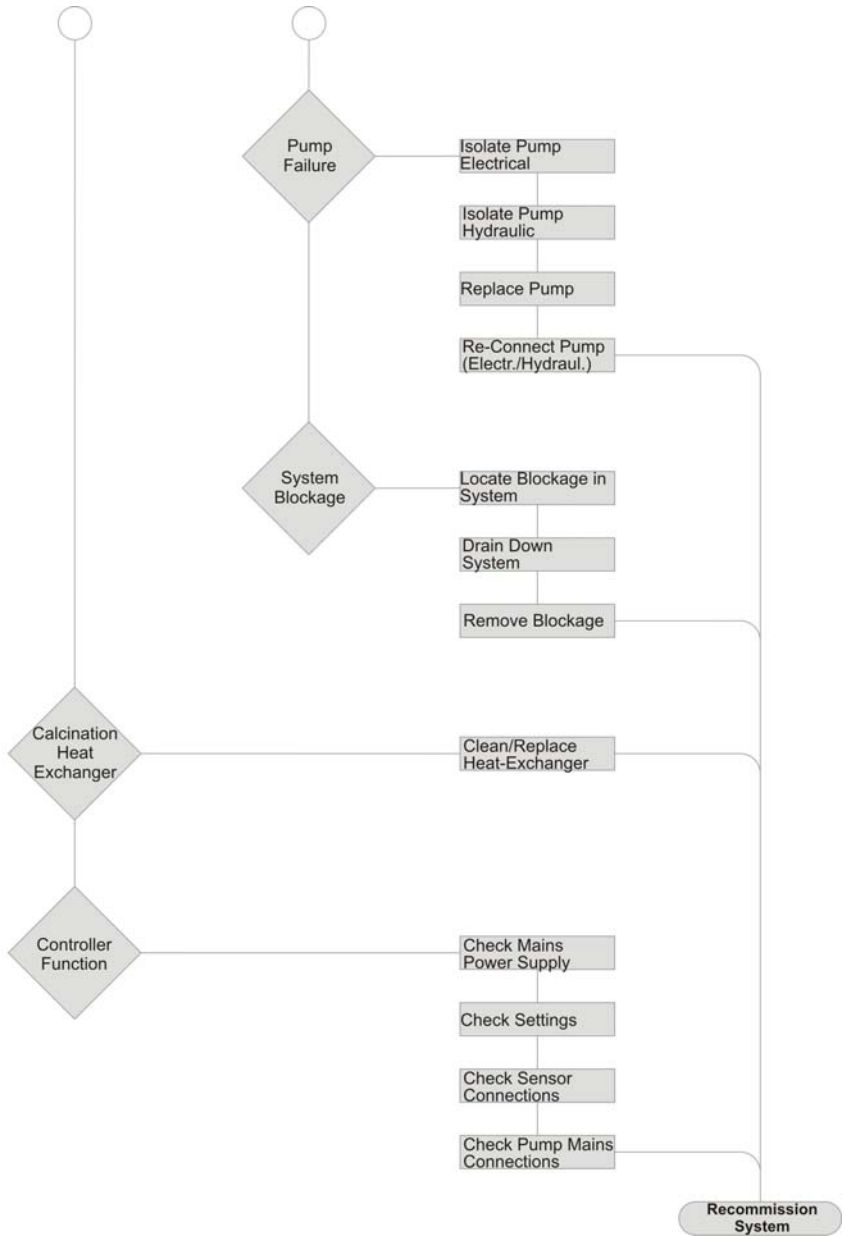 Pump
Failure
Isolate Pump
Electrical
Isolate Pump
Hydraulic
Replace Pump
Re-Connect Pump
(Electr./Hydraul.)
System
Blockage
Locate Blockage in
System
Drain Down
System
Remove Blockage
Calcination
Heat
Exchanger
Clean/Replace
Heat-Exchanger
Controller
Function
Check Mains
Power Supply
Check Settings
Check Sensor
Connections
Check Pump Mains
Connections
Recommission
System